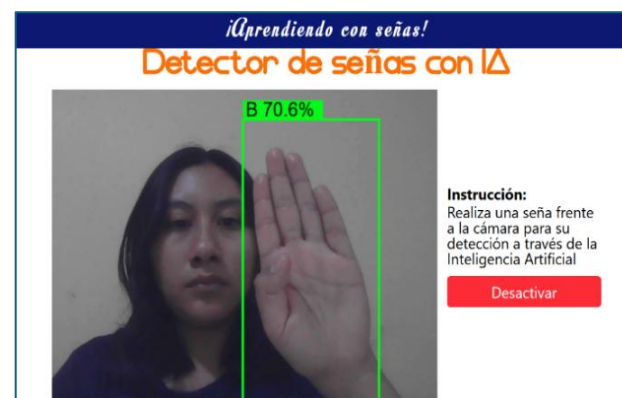 ¡Aprendiendo con señas!
Detector de señas con IA
B 70.6%
Instrucción:
Realiza una seña frente
a la cámara para su
detección a través de la
Inteligencia Artificial
Desactivar